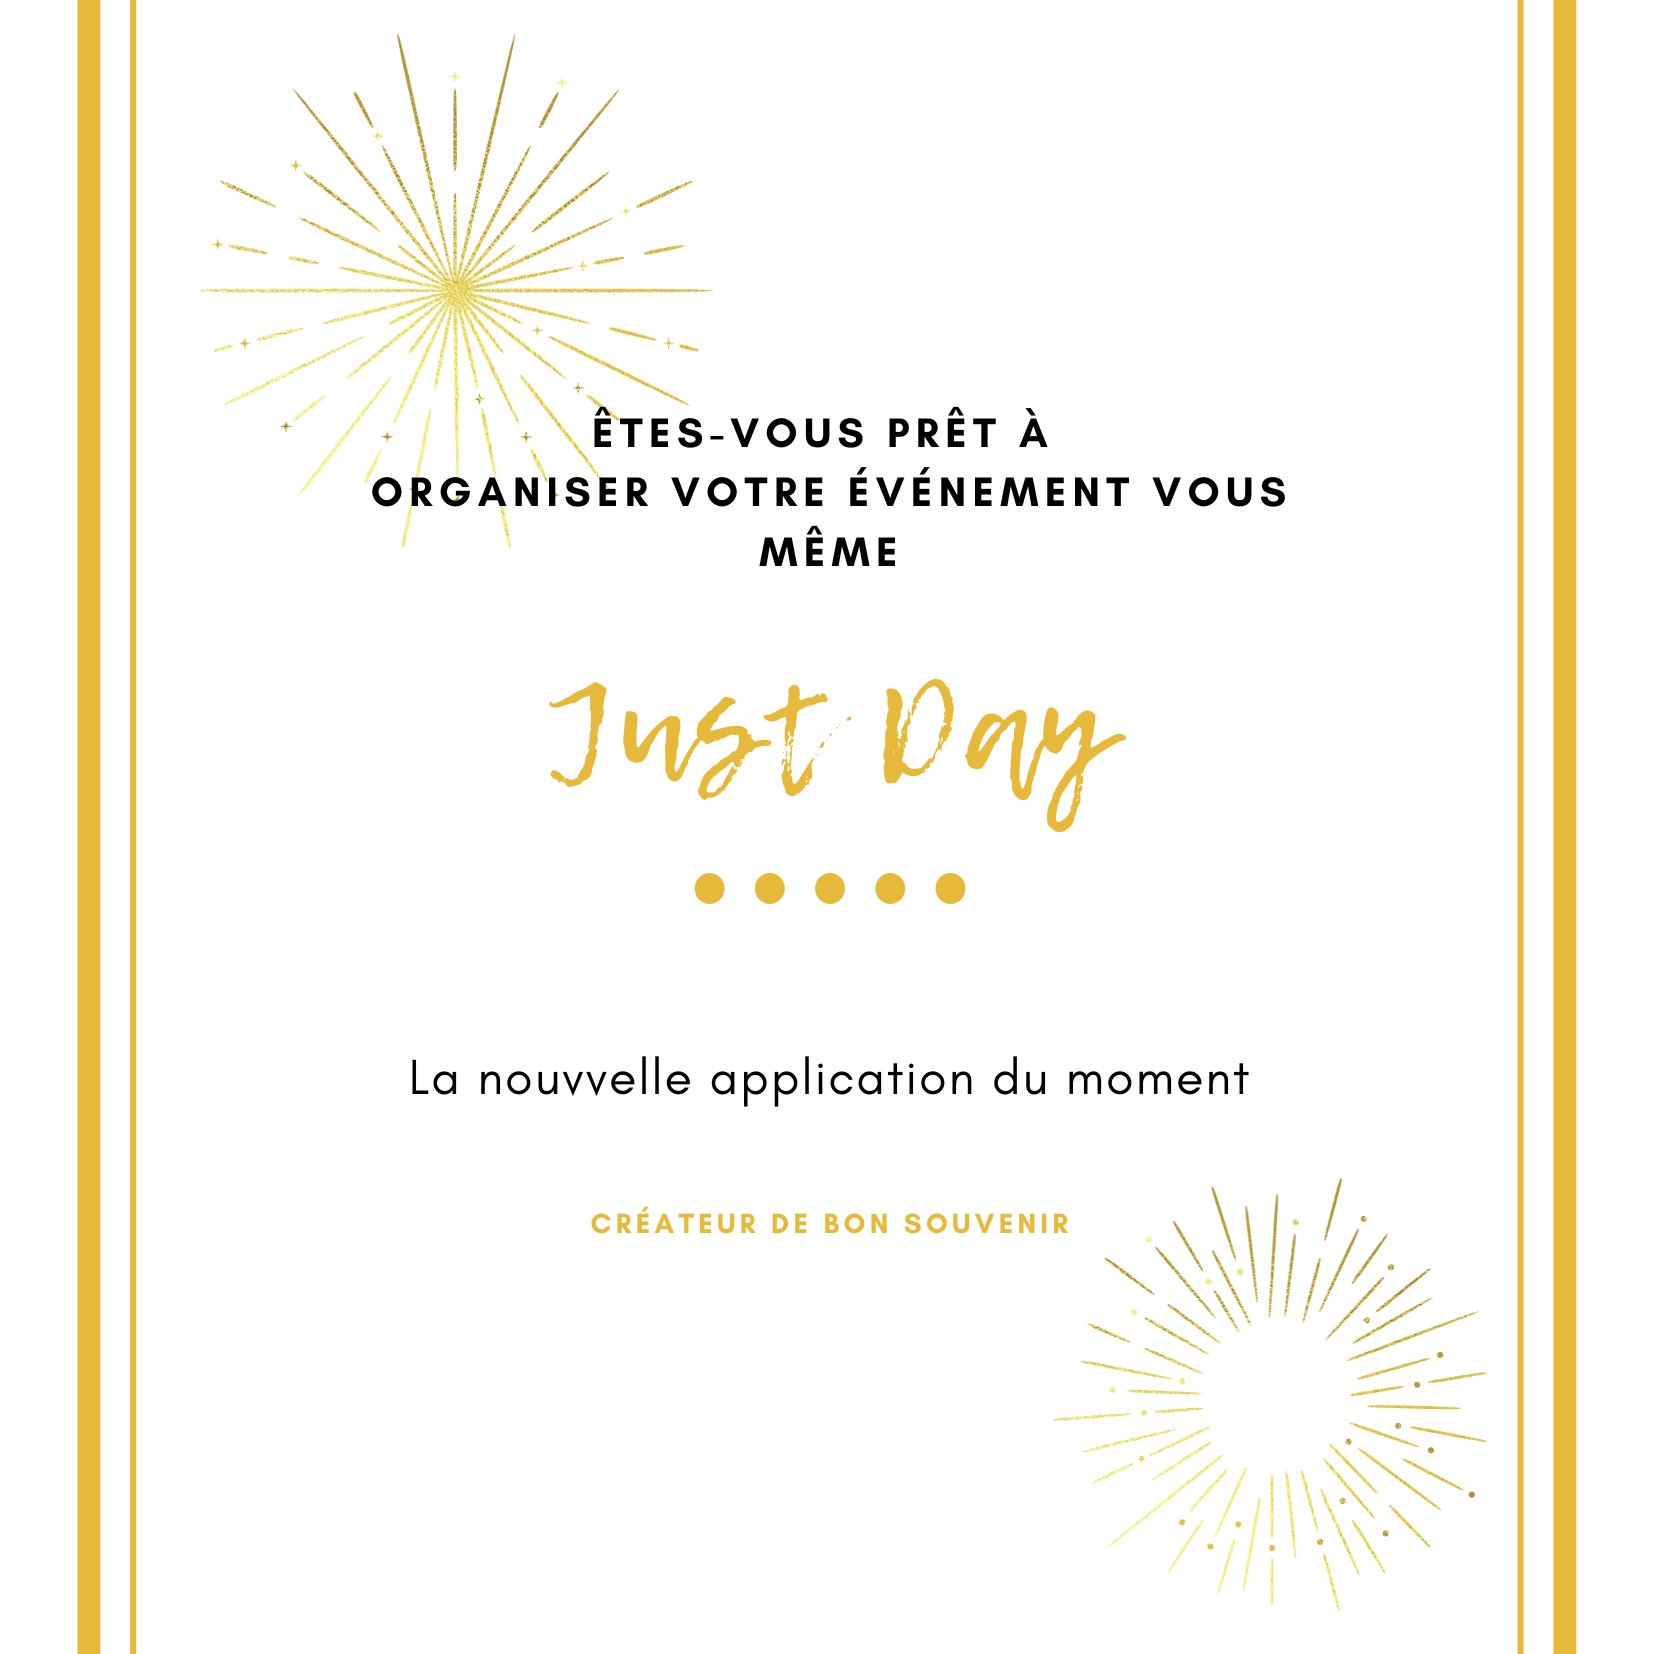 ÊTES-VOUS PRÊT À
ORGANISER VOTRE ÉVÉNEMENT VOUS
MÊME
Just Day
La nouvvelle application du moment
CRÉATEUR DE BON SOUVENIR